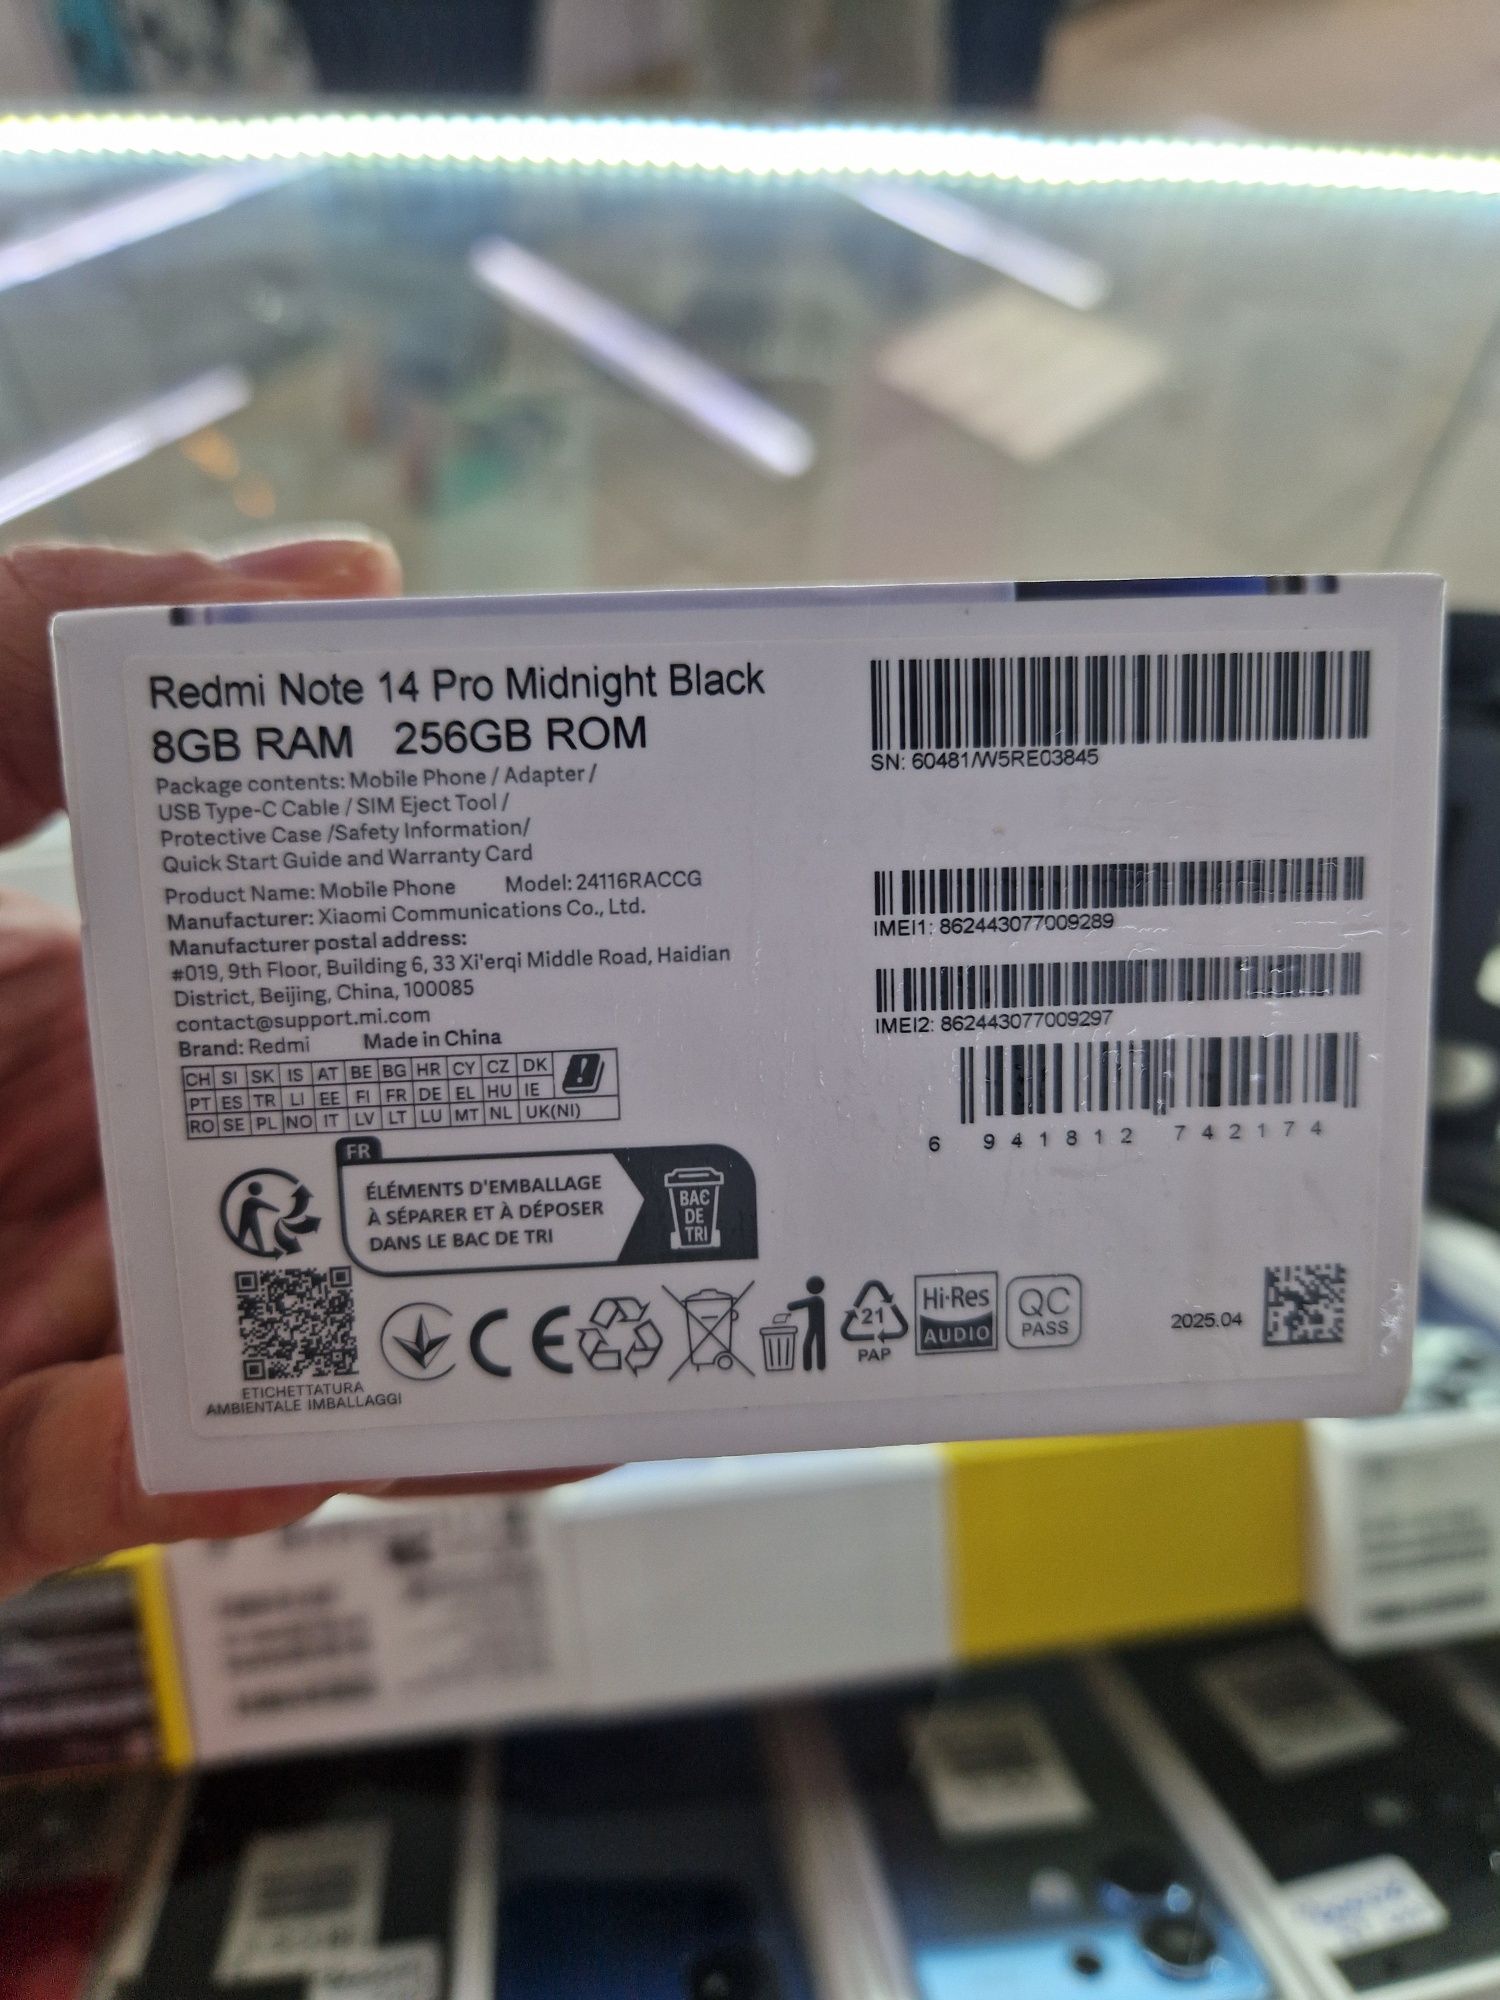 Redmi Note 14 Pro Midnight Black
8GB RAM 256GB ROM
Package contents: Mobile Phone / Adapter /
USB Type-C Cable / SIM Eject Tool /
Protective Case /Safety Information/
Quick Start Guide and Warranty Card
Product Name: Mobile Phone Model: 24116RACCG
Manufacturer: Xiaomi Communications Co., Ltd.
Manufacturer postal address:
#019, 9th Floor, Building 6, 33 Xi'erqi Middle Road, Haidian
District, Beijing, China, 100085
contact@support.mi.com
Brand: Redmi Made in China
CH SI SK IS AT BE BG HR CY CZ DK
PT ES TR LI EE FI FR DE EL HU IE
RO SE PL NO IT LV LT LU MT NL UK(NI)
FR
ÉLÉMENTS D'EMBALLAGE
À SÉPARER ET À DÉPOSER
DANS LE BAC DE TRI
BAC
DE
TRI
ETICHETTATURA
AMBIENTALE IMBALLAGGI
CE
21
PAP
Hi-Res
AUDIO
QC
PASS
SN: 60481/W5RE03845
IMEI1: 862443077009289
IMEI2: 862443077009297
6 941812 742174
2025.04